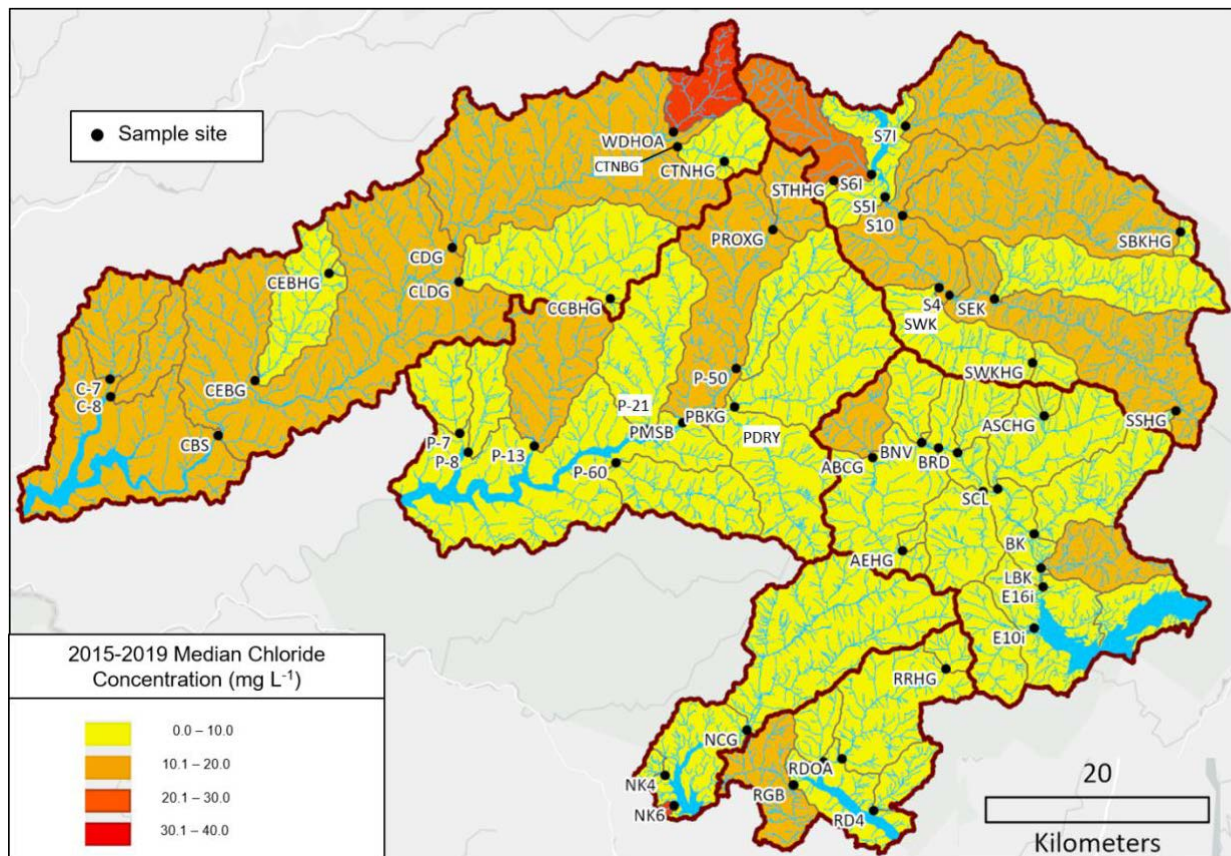 Sample site
WDHOA
CTNBG
CTNHG
STHHG
S7I
S6I
S5I
S10
SBKHG
PROXG
CDG
CLDG
CEBHG
CCBHG
S4
SEK
SWK
SWKHG
C-7
C-8
CEBG
CBS
P-50
P-21
PBKG
PMSB
PDRY
P-7
P-8
P-13
P-60
ASCHG
SSHG
BNV
BRD
ABCG
SCL
AEHG
BK
LBK
E16i
E10i
RRHG
NCG
NK4
NK6
RDOA
RGB
RD4
2015-2019 Median Chloride
Concentration (mg L-1)
0.0 – 10.0
10.1 – 20.0
20.1 – 30.0
30.1 – 40.0
20
Kilometers